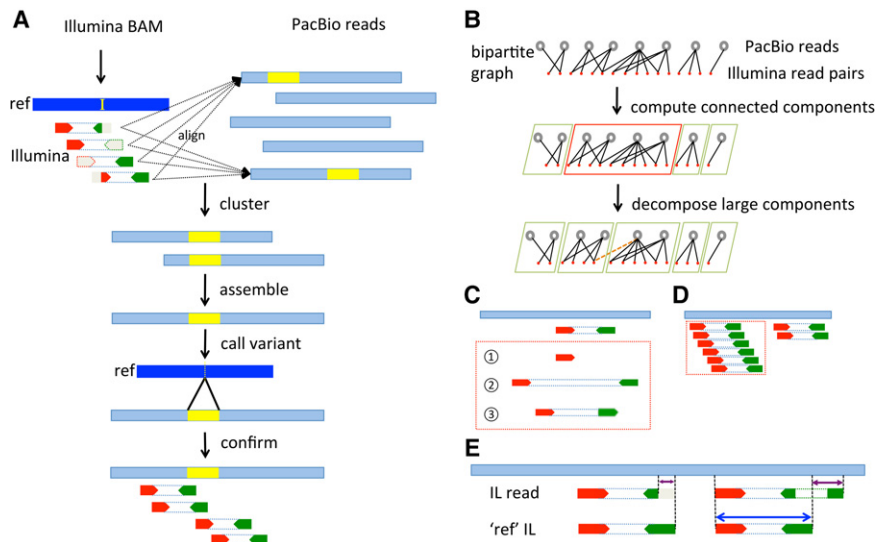 A
Illumina BAM
PacBio reads
ref
align
Illumina
cluster
assemble
call variant
ref
confirm
B
bipartite
graph
PacBio reads
Illumina read pairs
compute connected components
decompose large components
C
①
②
③
D
E
IL read
‘ref’ IL